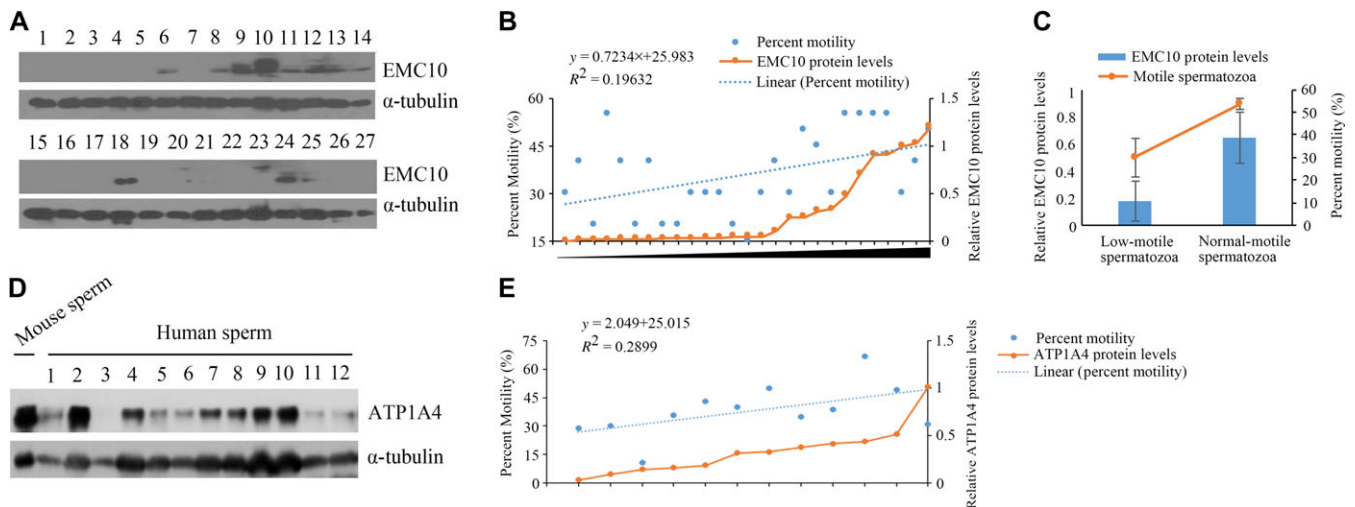 A
1 2 3 4 5 6 7 8 9 10 11 12 13 14
EMC10
α-tubulin
15 16 17 18 19 20 21 22 23 24 25 26 27
EMC10
α-tubulin
B
y = 0.7234×+25.983
R² = 0.19632
Percent motility
EMC10 protein levels
Linear (Percent motility)
Percent Motility (%)
60
45
30
15
1.5
1
0.5
0
Relative EMC10 protein levels
C
EMC10 protein levels
Motile spermatozoa
Relative EMC10 protein levels
1
0.8
0.6
0.4
0.2
0
60
50
40
30
20
10
0
Percent motility (%)
Low-motile
spermatozoa
Normal-motile
spermatozoa
D
Mouse sperm
Human sperm
1 2 3 4 5 6 7 8 9 10 11 12
ATP1A4
α-tubulin
E
y = 2.049+25.015
R² = 0.2899
Percent Motility (%)
75
60
45
30
15
0
1.5
1
0.5
0
Relative ATP1A4 protein levels
Percent motility
ATP1A4 protein levels
Linear (percent motility)